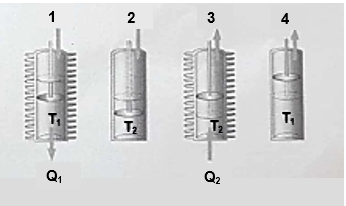 1 2 3 4
T₁ T₂ T₂ T₁
Q₁ Q₂